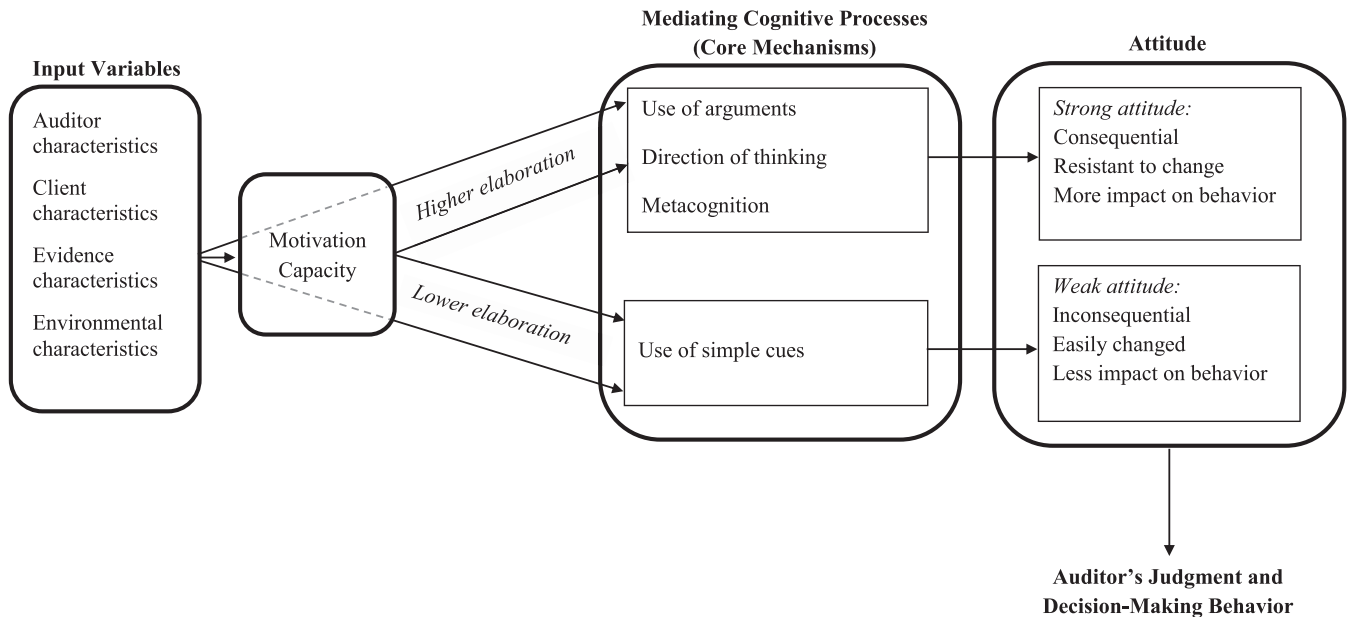 Input Variables
Auditor
characteristics
Client
characteristics
Evidence
characteristics
Environmental
characteristics
Motivation
Capacity
Higher elaboration
Lower elaboration
Mediating Cognitive Processes
(Core Mechanisms)
Use of arguments
Direction of thinking
Metacognition
Use of simple cues
Attitude
Strong attitude:
Consequential
Resistant to change
More impact on behavior
Weak attitude:
Inconsequential
Easily changed
Less impact on behavior
Auditor’s Judgment and
Decision-Making Behavior